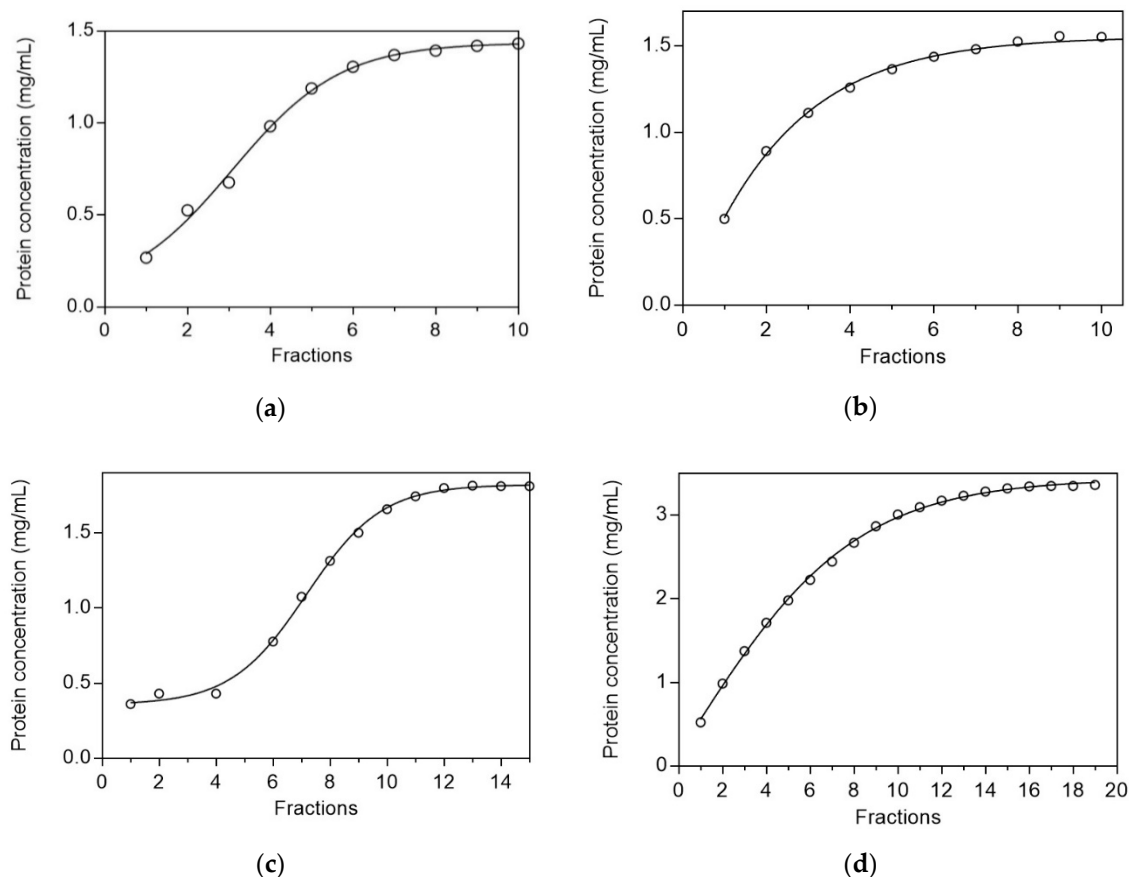 Protein concentration (mg/mL)
1.5
1.0
0.5
0.0
0 2 4 6 8 10
Fractions
(a)
Protein concentration (mg/mL)
1.5
1.0
0.5
0.0
0 2 4 6 8 10
Fractions
(b)
Protein concentration (mg/mL)
1.5
1.0
0.5
0.0
0 2 4 6 8 10 12 14
Fractions
(c)
Protein concentration (mg/mL)
3
2
1
0
0 2 4 6 8 10 12 14 16 18 20
Fractions
(d)